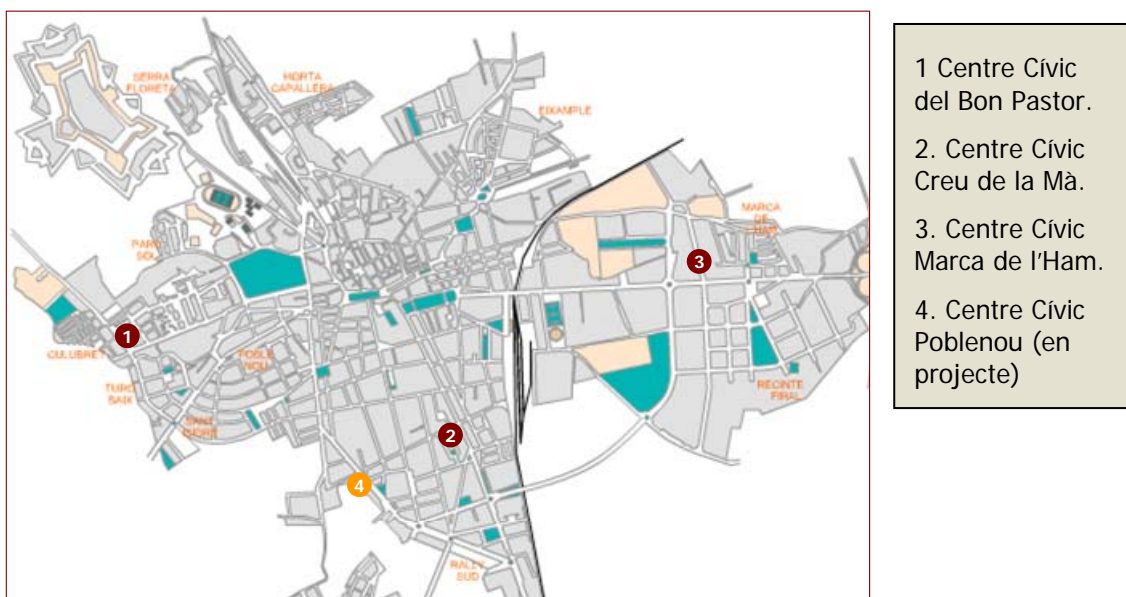 SERRA
FLORETA
HORTA
CAPALLERA
EIXAMPLE
MARCA
DE
L'HAM
PARC
SOL
3
1
CULUBRET
POBLE
NOU
TURO
BAIX
SANT
RECINTE
FIRAL
2
4
RALLY
SUD
1 Centre Cívic
del Bon Pastor.
2. Centre Cívic
Creu de la Mà.
3. Centre Cívic
Marca de l'Ham.
4. Centre Cívic
Poblenou (en
projecte)